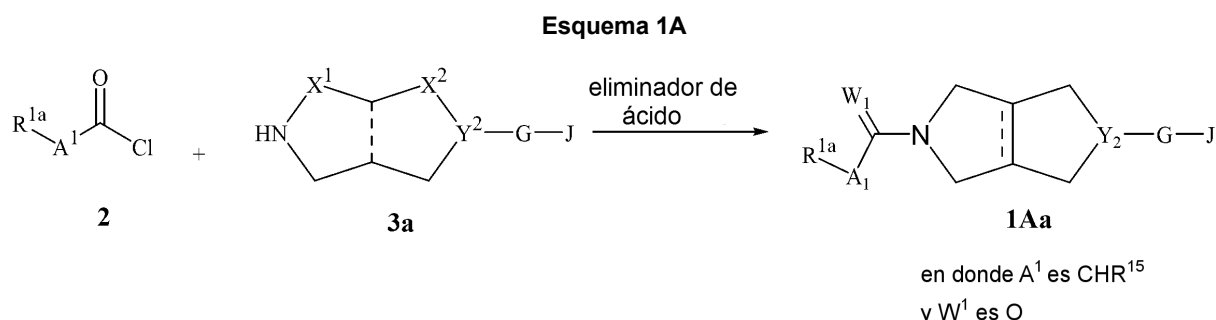 Esquema 1A
O
R1a
A1
Cl
2
+
X1
X2
HN
Y2—G—J
3a
eliminador de
ácido
W1
R1a
A1
N
Y2—G—J
1Aa
en donde A1 es CHR15
y W1 es O